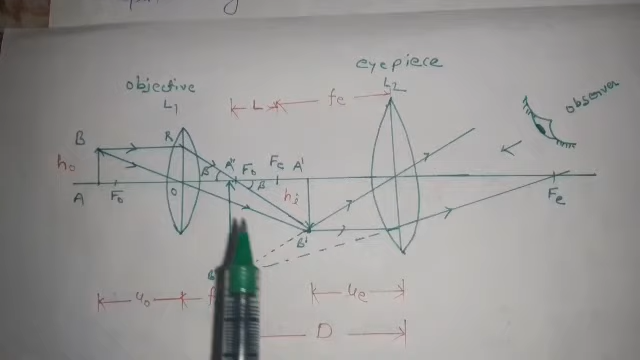 eyepiece
objective
L₁
L₂
L
fe
observer
B
R
h₀
β
A"
F₀
β
Fe
A'
A
F₀
O
hi
Fe
B'
u₀
f
ue
D